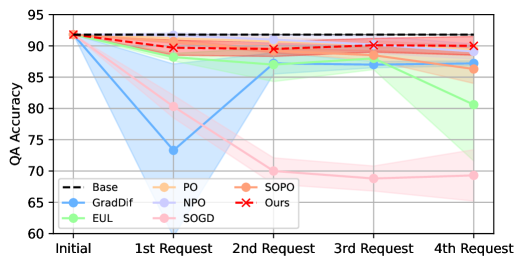 95
90
85
80
75
70
65
60
QA Accuracy
Base
GradDif
EUL
PO
NPO
SOGD
SOPO
Ours
Initial 1st Request 2nd Request 3rd Request 4th Request